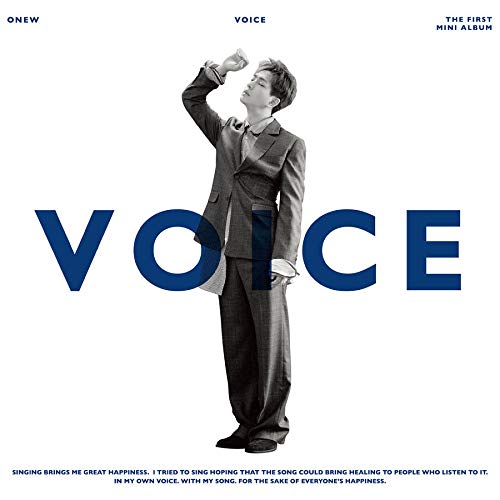 ONEW
VOICE
THE FIRST
MINI ALBUM
VOICE
SINGING BRINGS ME GREAT HAPPINESS. I TRIED TO SING HOPING THAT THE SONG COULD BRING HEALING TO PEOPLE WHO LISTEN TO IT.
IN MY OWN VOICE, WITH MY SONG. FOR THE SAKE OF EVERYONE'S HAPPINESS.